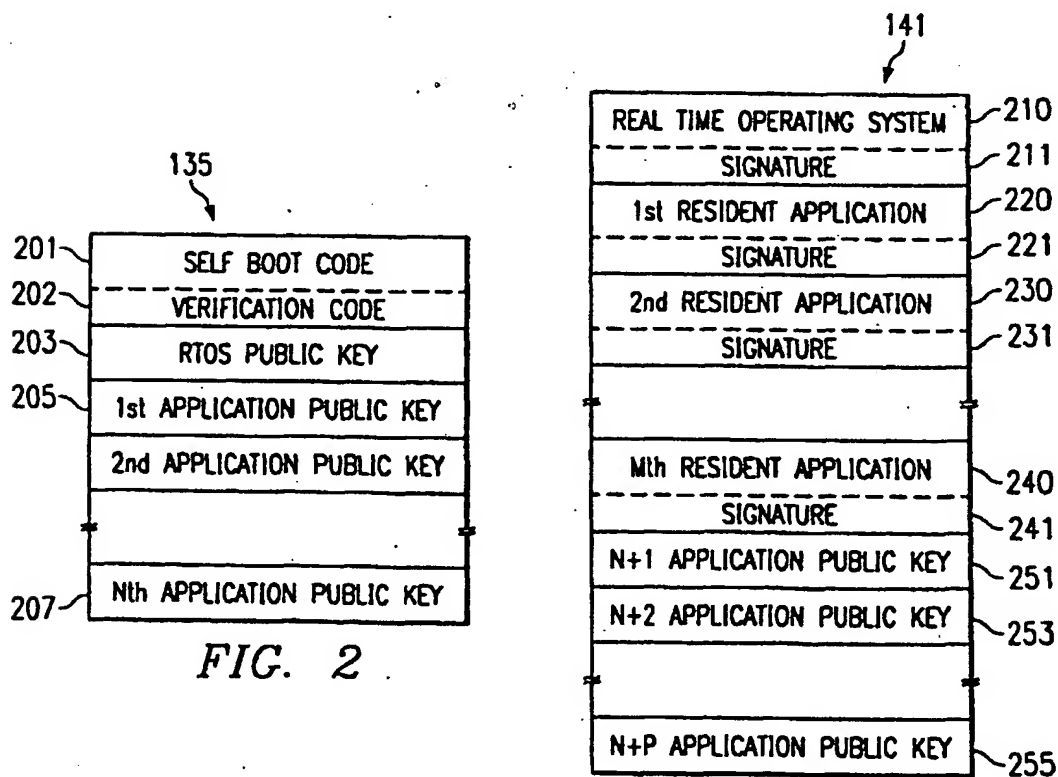 135
201
SELF BOOT CODE
202
VERIFICATION CODE
203
RTOS PUBLIC KEY
205
1st APPLICATION PUBLIC KEY
2nd APPLICATION PUBLIC KEY
207
Nth APPLICATION PUBLIC KEY
FIG. 2
141
REAL TIME OPERATING SYSTEM
210
SIGNATURE
211
1st RESIDENT APPLICATION
220
SIGNATURE
221
2nd RESIDENT APPLICATION
230
SIGNATURE
231
Mth RESIDENT APPLICATION
240
SIGNATURE
241
N+1 APPLICATION PUBLIC KEY
251
N+2 APPLICATION PUBLIC KEY
253
N+P APPLICATION PUBLIC KEY
255